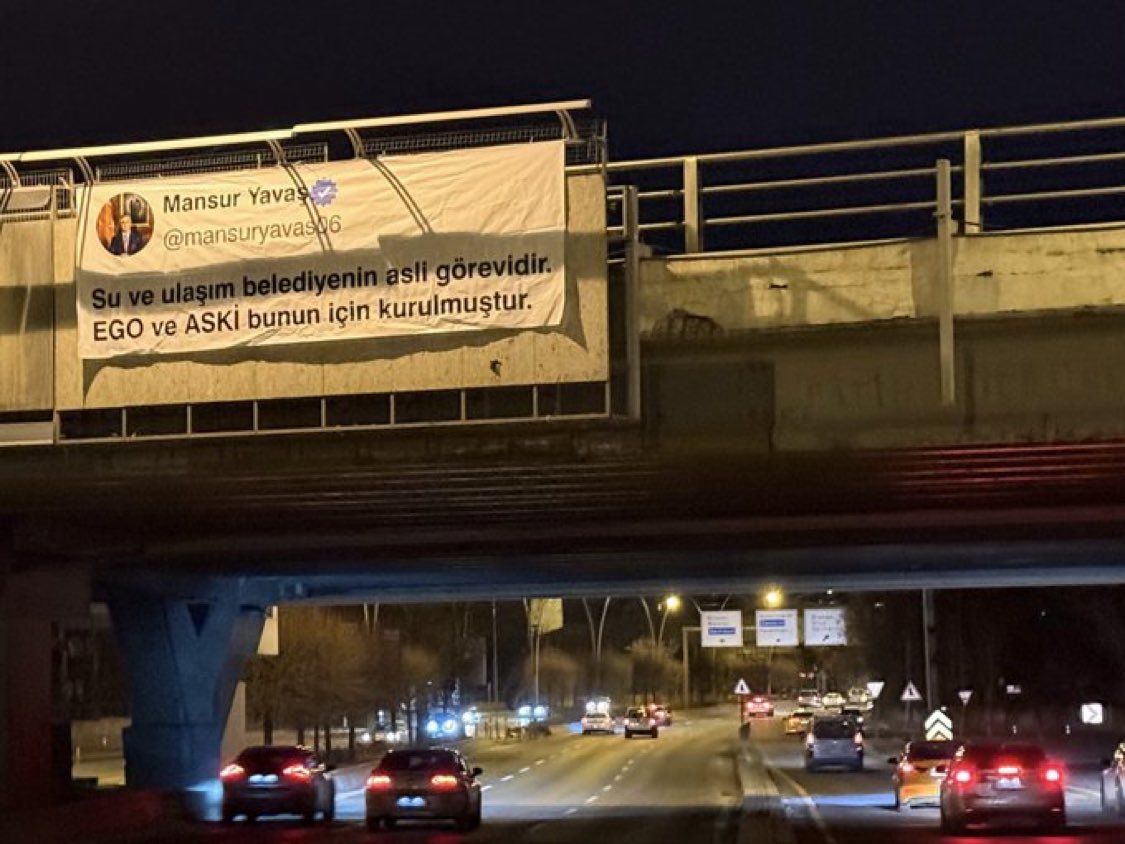 Mansur Yavaş
@mansuryavas06
Su ve ulaşım belediyenin asli görevidir.
EGO ve ASKİ bunun için kurulmuştur.